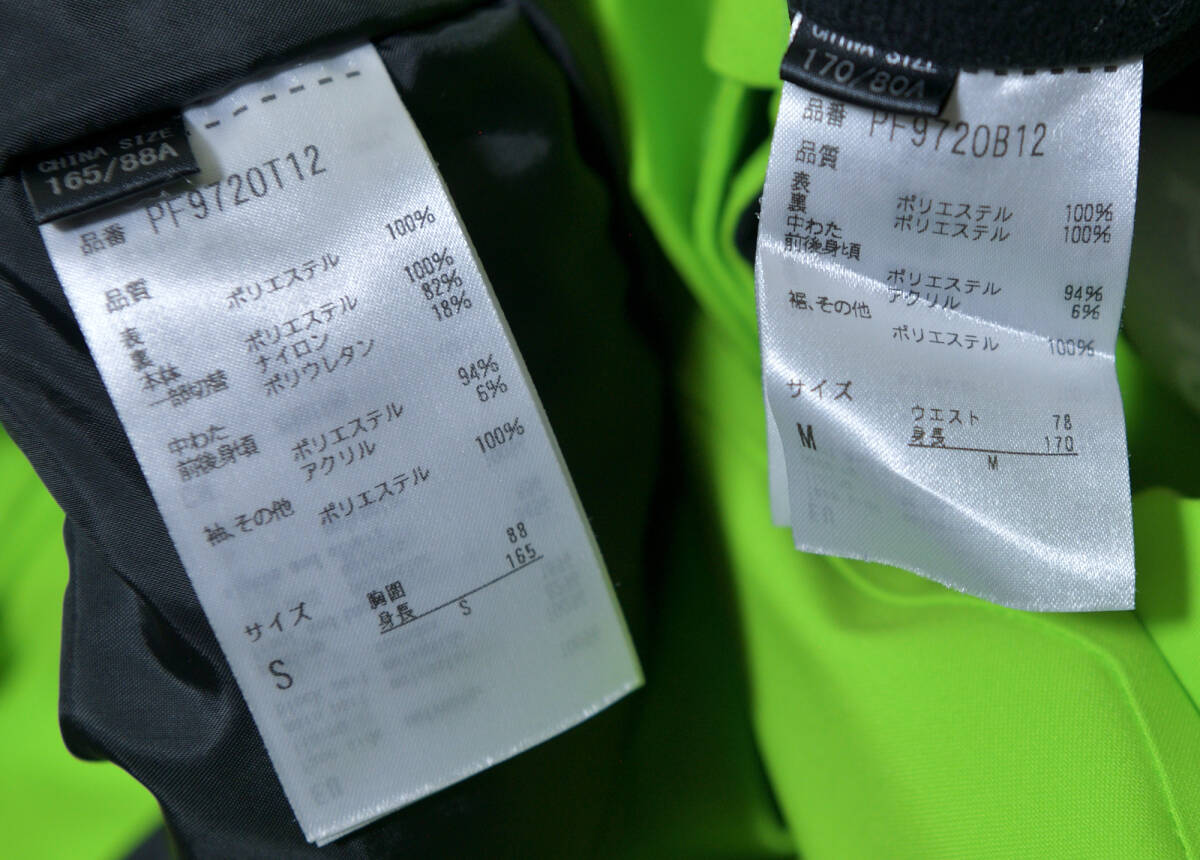 CHINA SIZE
165/88A
品番 PF9720T12
品質
表 ポリエステル 100%
裏
本体 ポリエステル 100%
一部切替 ナイロン 82%
ポリウレタン 18%
中わた
前後身頃 ポリエステル 94%
アクリル 6%
袖、その他 ポリエステル 100%
サイズ
胸囲 88
身長 165
S
S
CHINA SIZE
170/80A
品番 PF9720B12
品質
表 ポリエステル 100%
裏 ポリエステル 100%
中わた
前後身頃
ポリエステル 94%
アクリル 6%
裾、その他
ポリエステル 100%
サイズ
ウエスト 78
M 身長 170
M